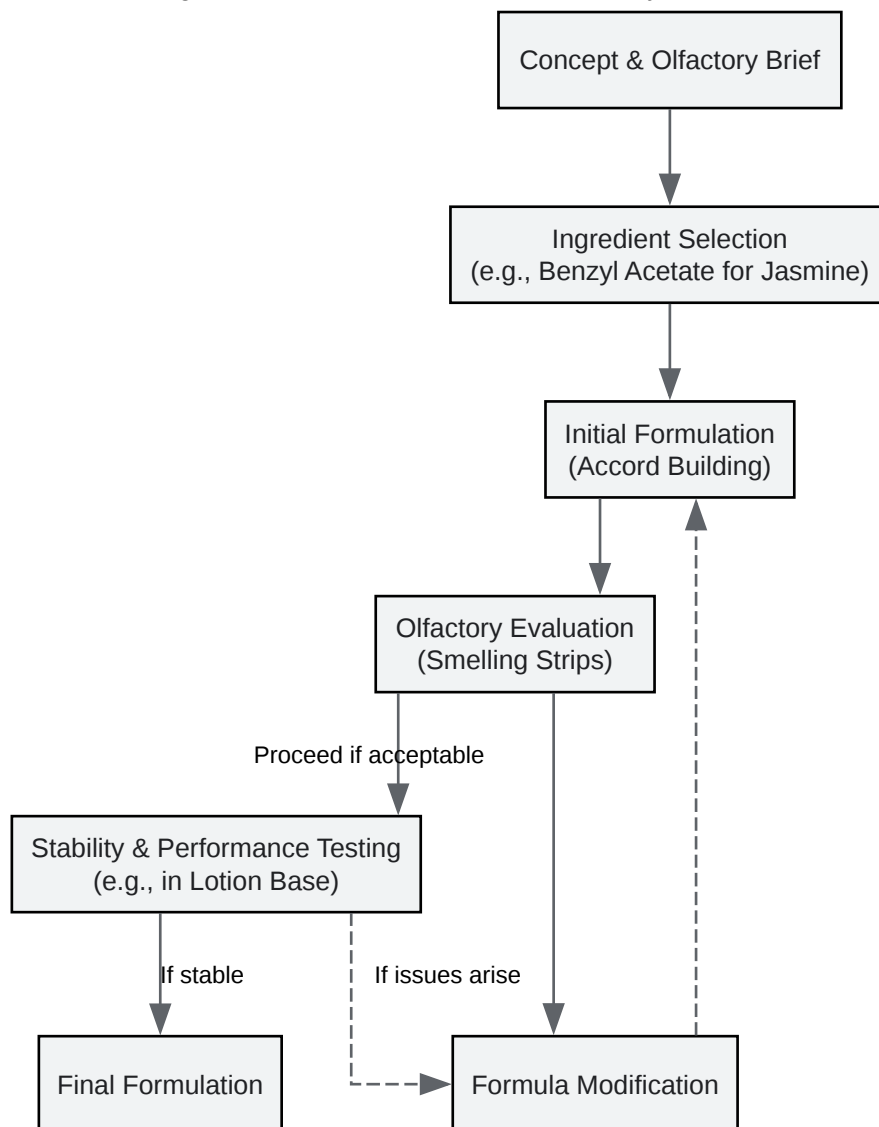 Concept & Olfactory Brief
Ingredient Selection
(e.g., Benzyl Acetate for Jasmine)
Initial Formulation
(Accord Building)
Olfactory Evaluation
(Smelling Strips)
Proceed if acceptable
Stability & Performance Testing
(e.g., in Lotion Base)
If stable
If issues arise
Final Formulation
Formula Modification